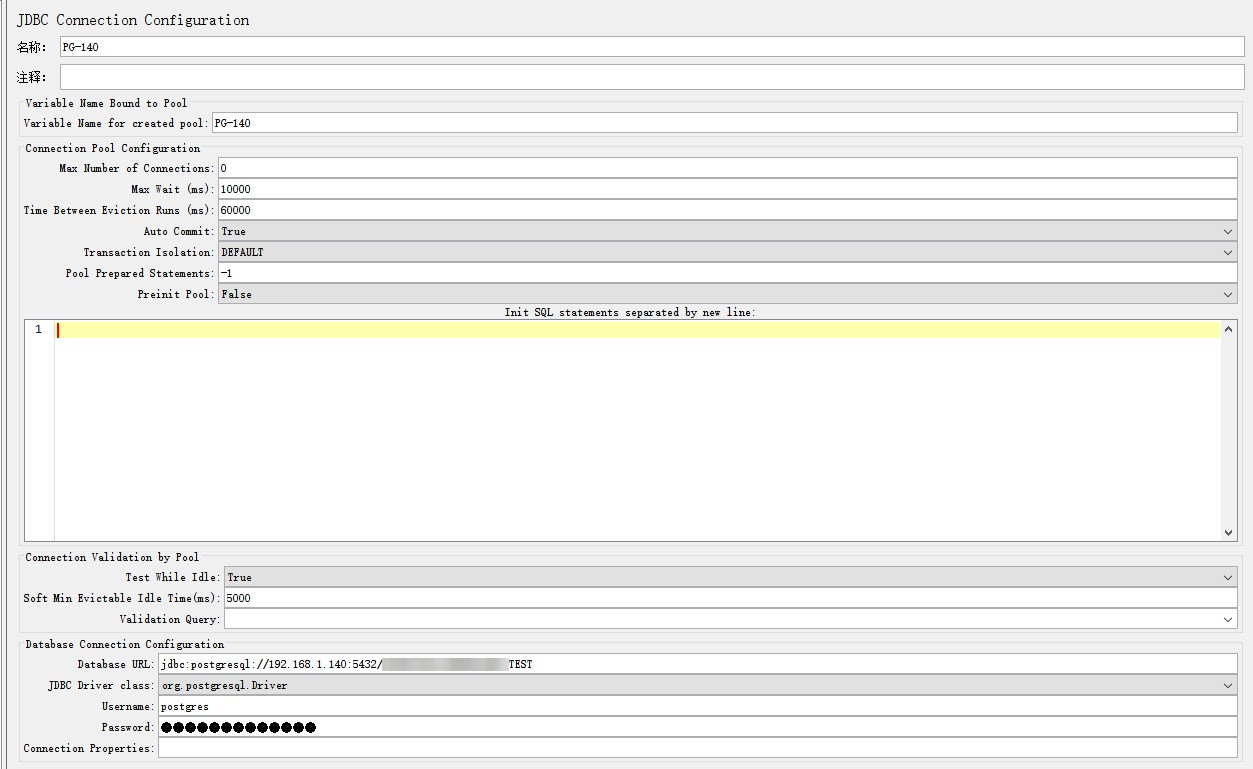 JDBC Connection Configuration
名称： PG-140
注释：
Variable Name Bound to Pool
Variable Name for created pool: PG-140
Connection Pool Configuration
Max Number of Connections: 0
Max Wait (ms): 10000
Time Between Eviction Runs (ms): 60000
Auto Commit: True
Transaction Isolation: DEFAULT
Pool Prepared Statements: -1
Preinit Pool: False
Init SQL statements separated by new line:
1
Connection Validation by Pool
Test While Idle: True
Soft Min Evictable Idle Time(ms): 5000
Validation Query:
Database Connection Configuration
Database URL: jdbc:postgresql://192.168.1.140:5432/ TEST
JDBC Driver class: org.postgresql.Driver
Username: postgres
Password: ●●●●●●●●●●●●●
Connection Properties: